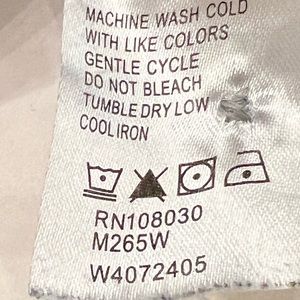 MACHINE WASH COLD
WITH LIKE COLORS
GENTLE CYCLE
DO NOT BLEACH
TUMBLE DRY LOW
COOL IRON
RN108030
M265W
W4072405